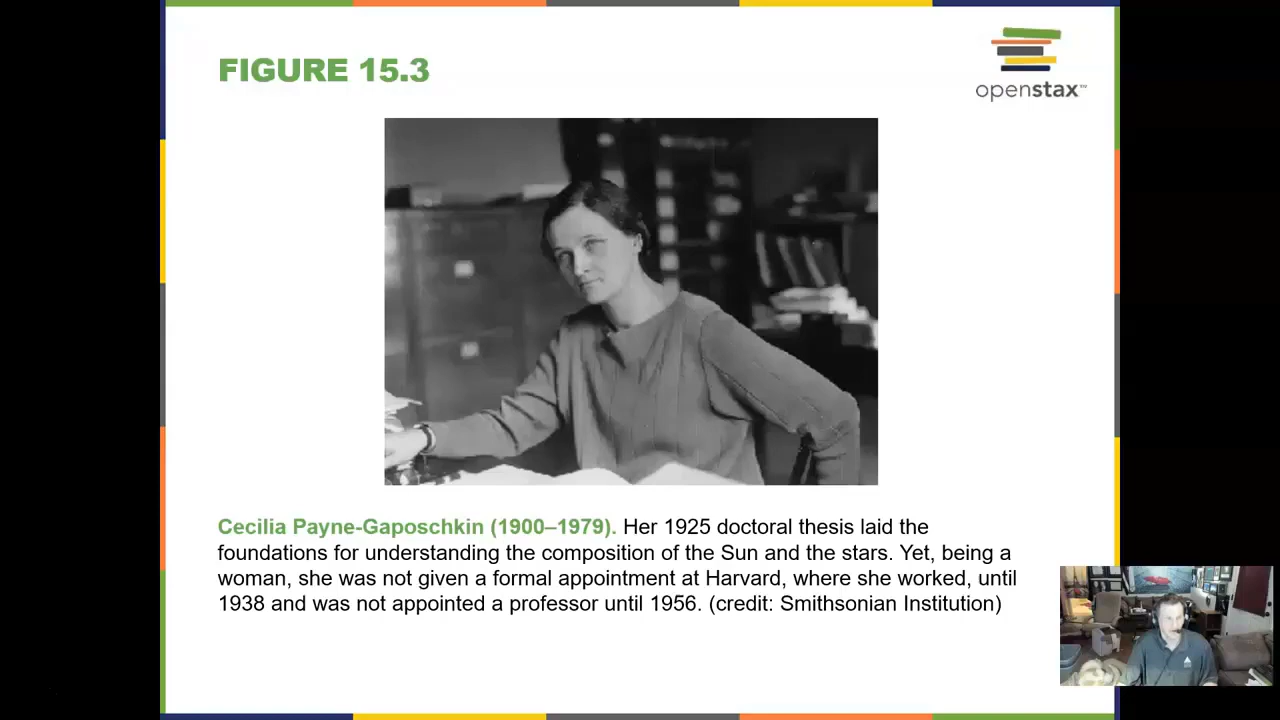 FIGURE 15.3
openstax™
Cecilia Payne-Gaposchkin (1900–1979). Her 1925 doctoral thesis laid the
foundations for understanding the composition of the Sun and the stars. Yet, being a
woman, she was not given a formal appointment at Harvard, where she worked, until
1938 and was not appointed a professor until 1956. (credit: Smithsonian Institution)